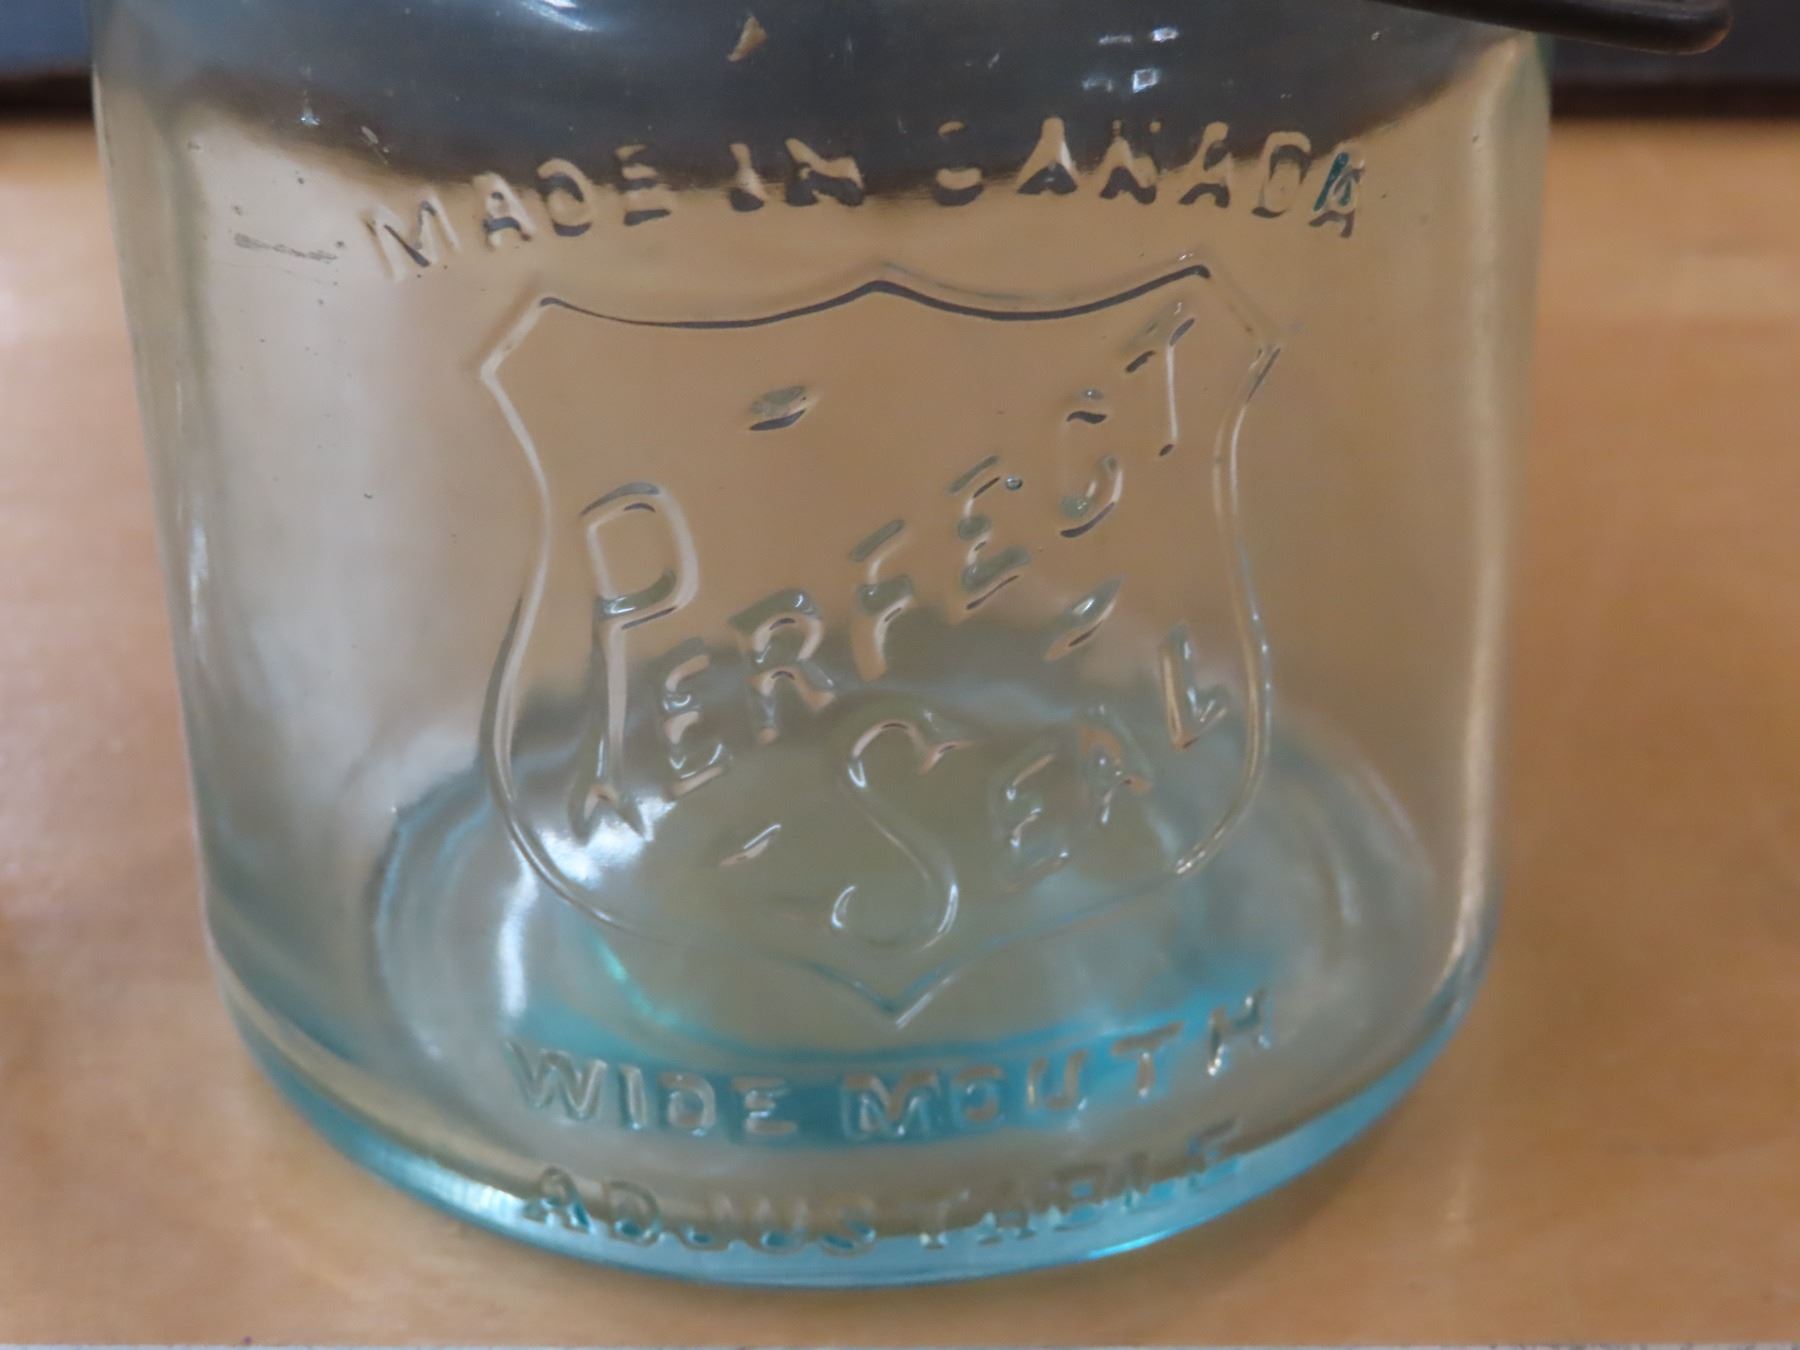 MADE IN CANADA
PERFECT
SEAL
WIDE MOUTH
ADJUSTABLE